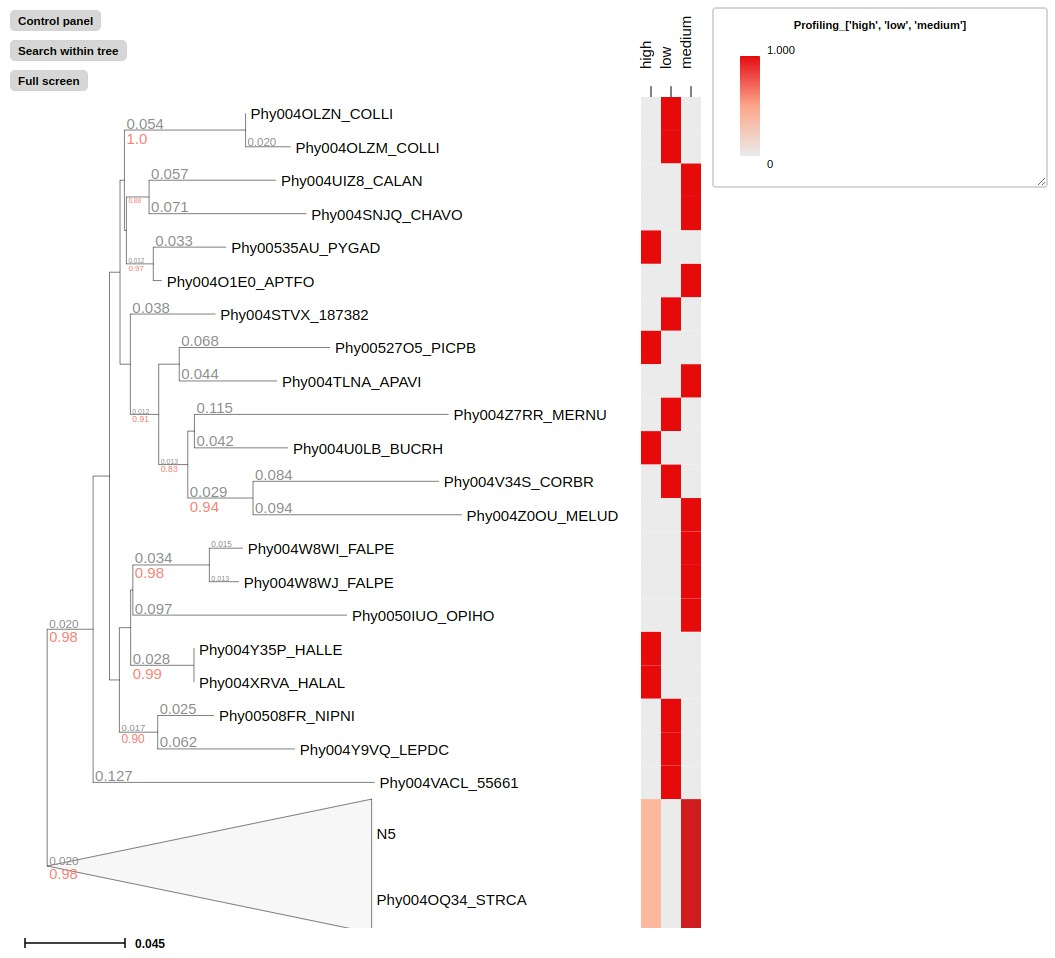 Control panel
Search within tree
Full screen
high
low
medium
Profiling_['high', 'low', 'medium']
1.000
0
0.054
1.0
Phy004OLZN_COLLI
0.020
Phy004OLZM_COLLI
0.057
Phy004UIZ8_CALAN
0.88
0.071
Phy004SNJQ_CHAVO
0.033
Phy00535AU_PYGAD
0.012
0.97
Phy004O1E0_APTFO
0.038
Phy004STVX_187382
0.068
Phy00527O5_PICPB
0.044
Phy004TLNA_APAVI
0.012
0.91
0.115
Phy004Z7RR_MERNU
0.042
Phy004U0LB_BUCRH
0.013
0.83
0.084
Phy004V34S_CORBR
0.029
0.94
0.094
Phy004Z0OU_MELUD
0.015
Phy004W8WI_FALPE
0.034
0.98
0.013
Phy004W8WJ_FALPE
0.097
Phy0050IUO_OPIHO
Phy004Y35P_HALLE
0.028
0.99
Phy004XRVA_HALAL
0.025
Phy00508FR_NIPNI
0.017
0.90
0.062
Phy004Y9VQ_LEPDC
0.020
0.98
0.127
Phy004VACL_55661
N5
0.020
0.98
Phy004OQ34_STRCA
0.045